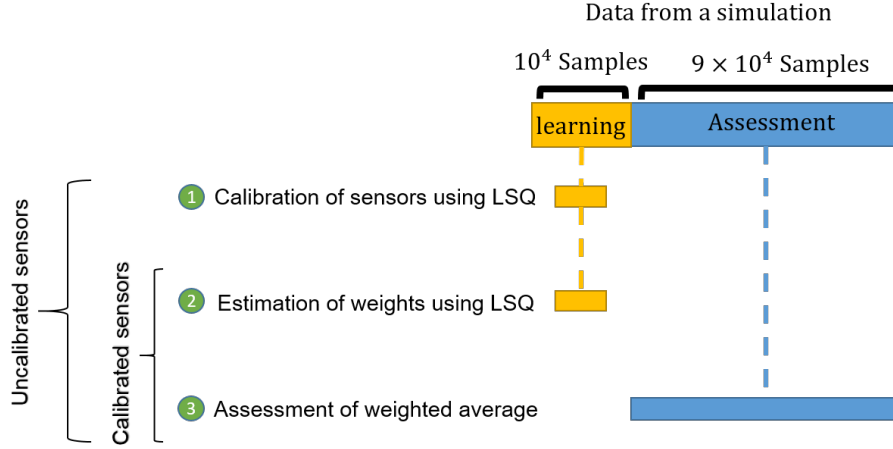 Data from a simulation
10⁴ Samples
9 × 10⁴ Samples
learning
Assessment
1 Calibration of sensors using LSQ
2 Estimation of weights using LSQ
3 Assessment of weighted average
Uncalibrated sensors
Calibrated sensors